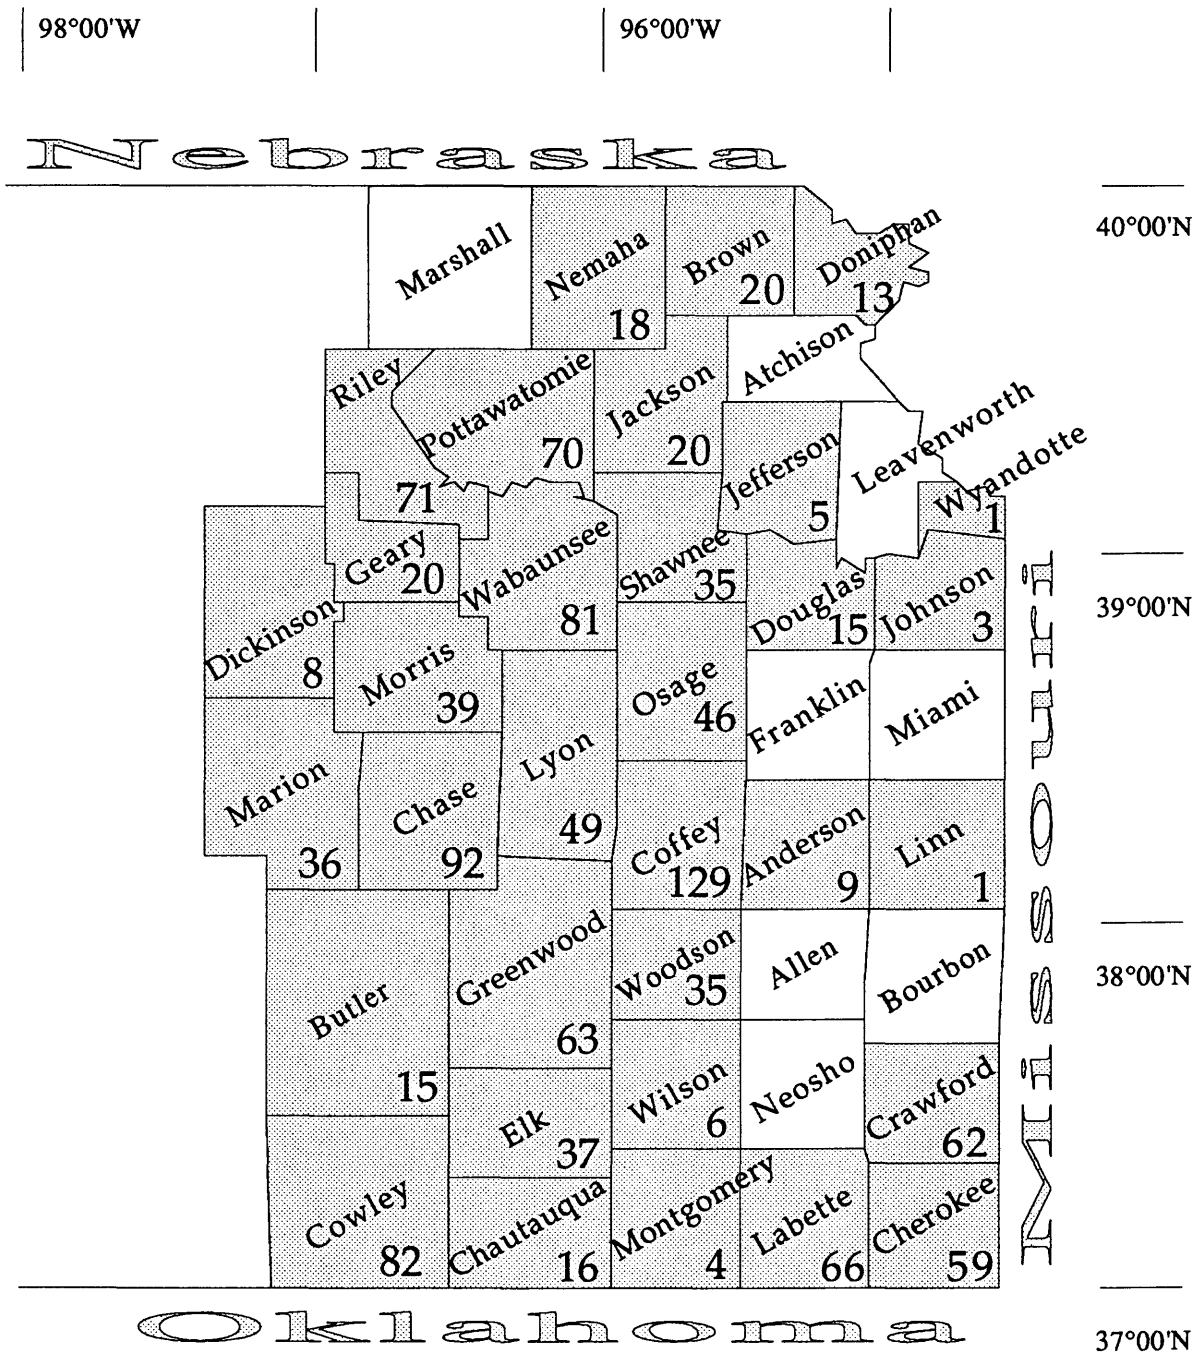 98°00'W
96°00'W
Nebraska
40°00'N
Marshall
Nemaha
18
Brown
20
Doniphan
13
Riley
71
Pottawatomie
70
Jackson
20
Atchison
Jefferson
5
Leavenworth
Wyandotte
1
Geary
20
Wabaunsee
81
Shawnee
35
Douglas
15
Johnson
3
39°00'N
Dickinson
8
Morris
39
Osage
46
Franklin
Miami
Marion
36
Chase
92
Lyon
49
Coffey
129
Anderson
9
Linn
1
Missouri
38°00'N
Butler
15
Greenwood
63
Woodson
35
Allen
Bourbon
Elk
37
Wilson
6
Neosho
Crawford
62
Cowley
82
Chautauqua
16
Montgomery
4
Labette
66
Cherokee
59
Oklahoma
37°00'N